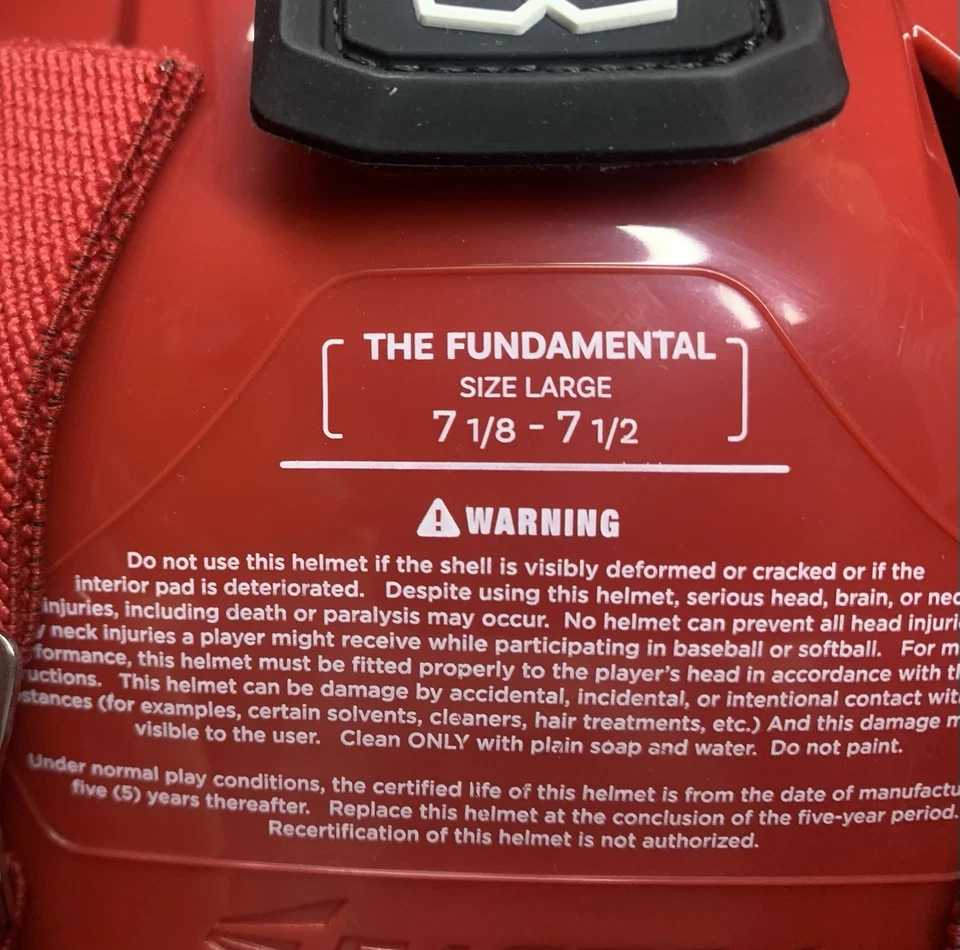 THE FUNDAMENTAL
SIZE LARGE
7 1/8 - 7 1/2
WARNING
Do not use this helmet if the shell is visibly deformed or cracked or if the
interior pad is deteriorated. Despite using this helmet, serious head, brain, or nec
injuries, including death or paralysis may occur. No helmet can prevent all head injuri
neck injuries a player might receive while participating in baseball or softball. For m
formance, this helmet must be fitted properly to the player's head in accordance with th
uctions. This helmet can be damage by accidental, incidental, or intentional contact wit
stances (for examples, certain solvents, cleaners, hair treatments, etc.) And this damage m
visible to the user. Clean ONLY with plain soap and water. Do not paint.
Under normal play conditions, the certified life of this helmet is from the date of manufactu
five (5) years thereafter. Replace this helmet at the conclusion of the five-year period.
Recertification of this helmet is not authorized.